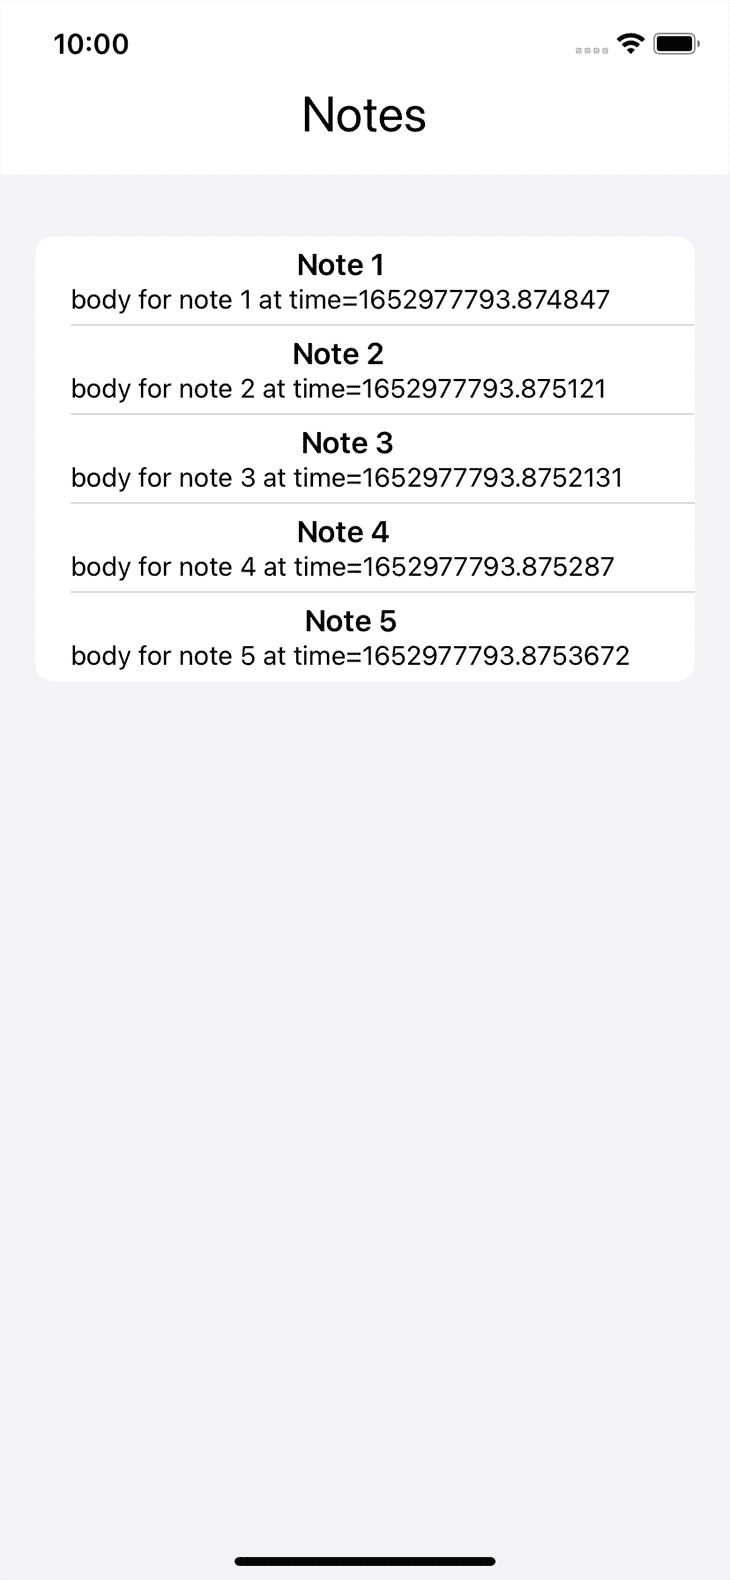 10:00
Notes
Note 1
body for note 1 at time=1652977793.874847
Note 2
body for note 2 at time=1652977793.875121
Note 3
body for note 3 at time=1652977793.8752131
Note 4
body for note 4 at time=1652977793.875287
Note 5
body for note 5 at time=1652977793.8753672